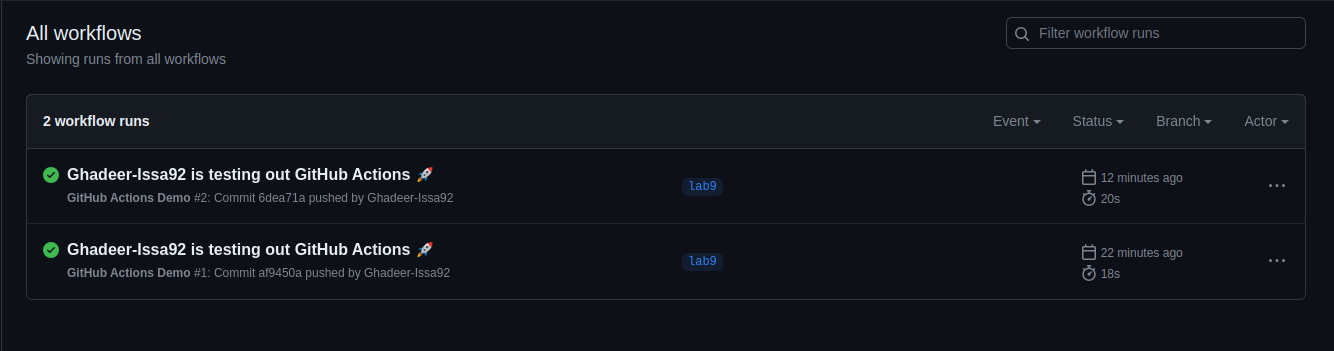 All workflows
Filter workflow runs
Showing runs from all workflows
2 workflow runs
Event
Status
Branch
Actor
Ghadeer-Issa92 is testing out GitHub Actions 🚀
GitHub Actions Demo #2: Commit 6dea71a pushed by Ghadeer-Issa92
lab9
12 minutes ago
20s
Ghadeer-Issa92 is testing out GitHub Actions 🚀
GitHub Actions Demo #1: Commit af9450a pushed by Ghadeer-Issa92
lab9
22 minutes ago
18s